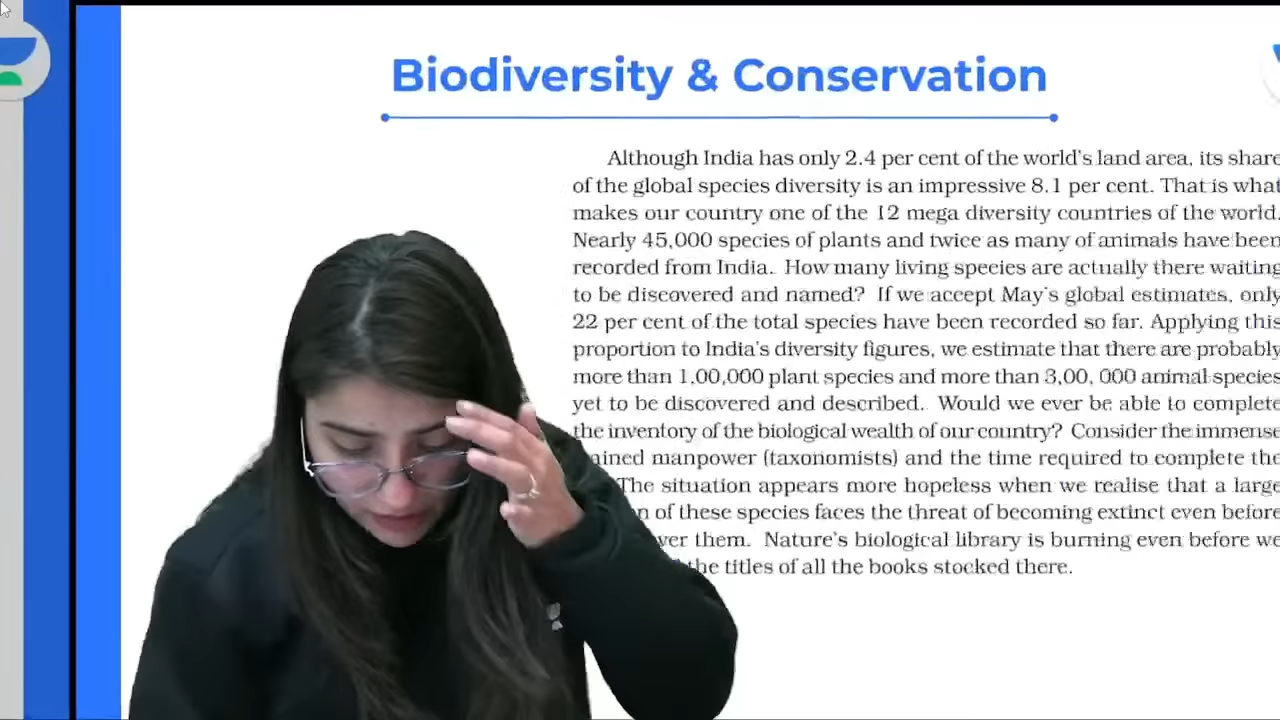 Biodiversity & Conservation
Although India has only 2.4 per cent of the world's land area, its share
of the global species diversity is an impressive 8.1 per cent. That is what
makes our country one of the 12 mega diversity countries of the world.
Nearly 45,000 species of plants and twice as many of animals have been
recorded from India. How many living species are actually there waiting
to be discovered and named? If we accept May's global estimates, only
22 per cent of the total species have been recorded so far. Applying this
proportion to India's diversity figures, we estimate that there are probably
more than 1,00,000 plant species and more than 3,00, 000 animal species
yet to be discovered and described. Would we ever be able to complete
the inventory of the biological wealth of our country? Consider the immense
ained manpower (taxonomists) and the time required to complete the
The situation appears more hopeless when we realise that a large
n of these species faces the threat of becoming extinct even before
ver them. Nature's biological library is burning even before we
the titles of all the books stocked there.